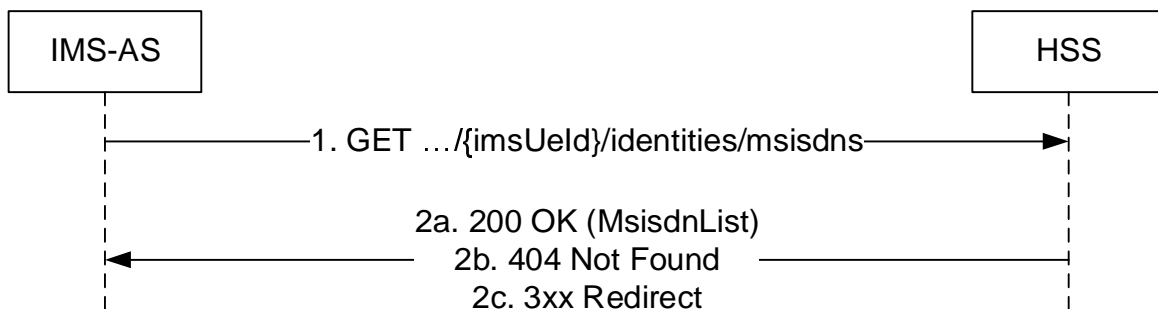 IMS-AS
HSS
1. GET …/{imsUeId}/identities/msisdns
2a. 200 OK (MsisdnList)
2b. 404 Not Found
2c. 3xx Redirect